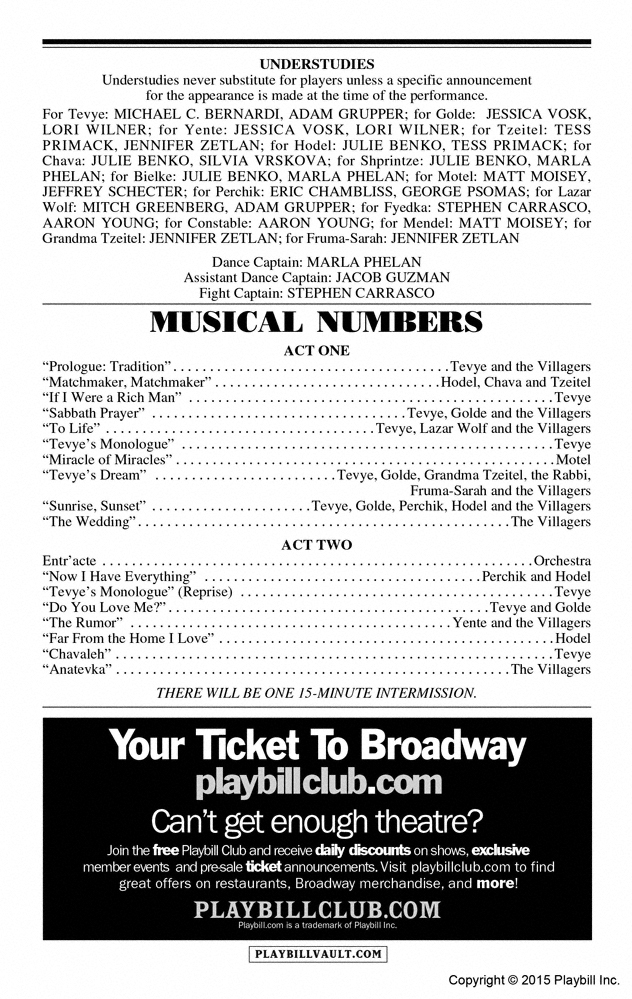 UNDERSTUDIES
Understudies never substitute for players unless a specific announcement
for the appearance is made at the time of the performance.
For Tevye: MICHAEL C. BERNARDI, ADAM GRUPPER; for Golde: JESSICA VOSK,
LORI WILNER; for Yente: JESSICA VOSK, LORI WILNER; for Tzeitel: TESS
PRIMACK, JENNIFER ZETLAN; for Hodel: JULIE BENKO, TESS PRIMACK; for
Chava: JULIE BENKO, SILVIA VRSKOVA; for Shprintze: JULIE BENKO, MARLA
PHELAN; for Bielke: JULIE BENKO, MARLA PHELAN; for Motel: MATT MOISEY,
JEFFREY SCHECTER; for Perchik: ERIC CHAMBLISS, GEORGE PSOMAS; for Lazar
Wolf: MITCH GREENBERG, ADAM GRUPPER; for Fyedka: STEPHEN CARRASCO,
AARON YOUNG; for Constable: AARON YOUNG; for Mendel: MATT MOISEY; for
Grandma Tzeitel: JENNIFER ZETLAN; for Fruma-Sarah: JENNIFER ZETLAN
Dance Captain: MARLA PHELAN
Assistant Dance Captain: JACOB GUZMAN
Fight Captain: STEPHEN CARRASCO
MUSICAL NUMBERS
ACT ONE
“Prologue: Tradition” . . . . . Tevye and the Villagers
“Matchmaker, Matchmaker” . . . . . Hodel, Chava and Tzeitel
“If I Were a Rich Man” . . . . . Tevye
“Sabbath Prayer” . . . . . Tevye, Golde and the Villagers
“To Life” . . . . . Tevye, Lazar Wolf and the Villagers
“Tevye's Monologue” . . . . . Tevye
“Miracle of Miracles” . . . . . Motel
“Tevye's Dream” . . . . . Tevye, Golde, Grandma Tzeitel, the Rabbi,
Fruma-Sarah and the Villagers
“Sunrise, Sunset” . . . . . Tevye, Golde, Perchik, Hodel and the Villagers
“The Wedding” . . . . . The Villagers
ACT TWO
Entr'acte . . . . . Orchestra
“Now I Have Everything” . . . . . Perchik and Hodel
“Tevye's Monologue” (Reprise) . . . . . Tevye
“Do You Love Me?” . . . . . Tevye and Golde
“The Rumor” . . . . . Yente and the Villagers
“Far From the Home I Love” . . . . . Hodel
“Chavaleh” . . . . . Tevye
“Anatevka” . . . . . The Villagers
THERE WILL BE ONE 15-MINUTE INTERMISSION.
Your Ticket To Broadway
playbillclub.com
Can't get enough theatre?
Join the free Playbill Club and receive daily discounts on shows, exclusive
member events and pre-sale ticket announcements. Visit playbillclub.com to find
great offers on restaurants, Broadway merchandise, and more!
PLAYBILLCLUB.COM
Playbill.com is a trademark of Playbill Inc.
PLAYBILLVAULT.COM
Copyright © 2015 Playbill Inc.